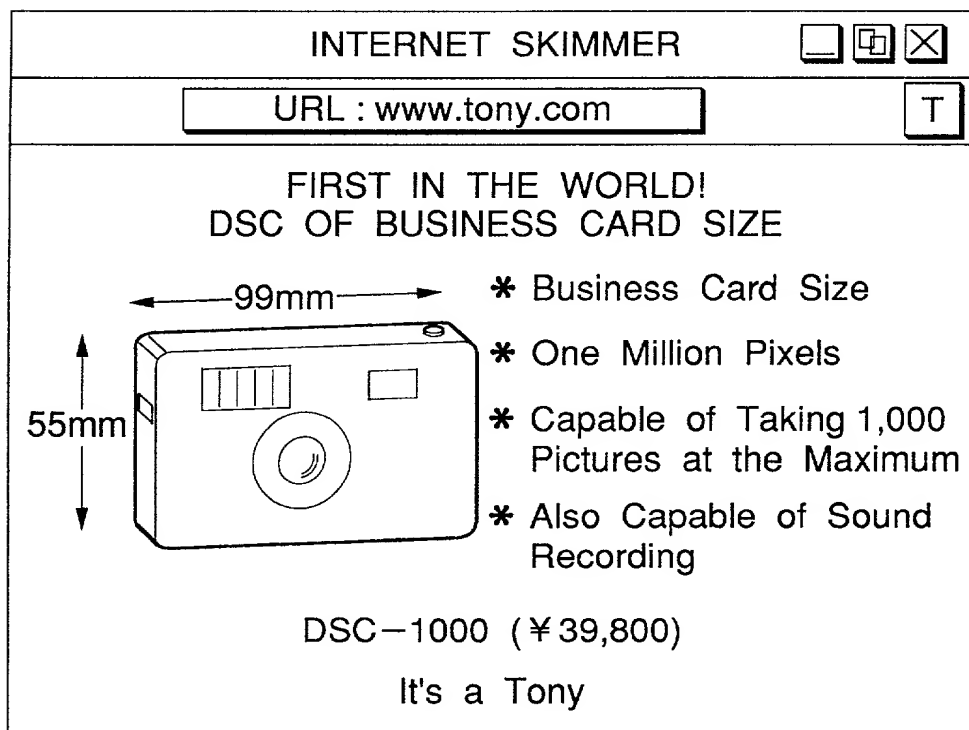 INTERNET SKIMMER
URL : www.tony.com
T
FIRST IN THE WORLD!
DSC OF BUSINESS CARD SIZE
99mm
55mm
* Business Card Size
* One Million Pixels
* Capable of Taking 1,000
Pictures at the Maximum
* Also Capable of Sound
Recording
DSC−1000 (¥39,800)
It's a Tony